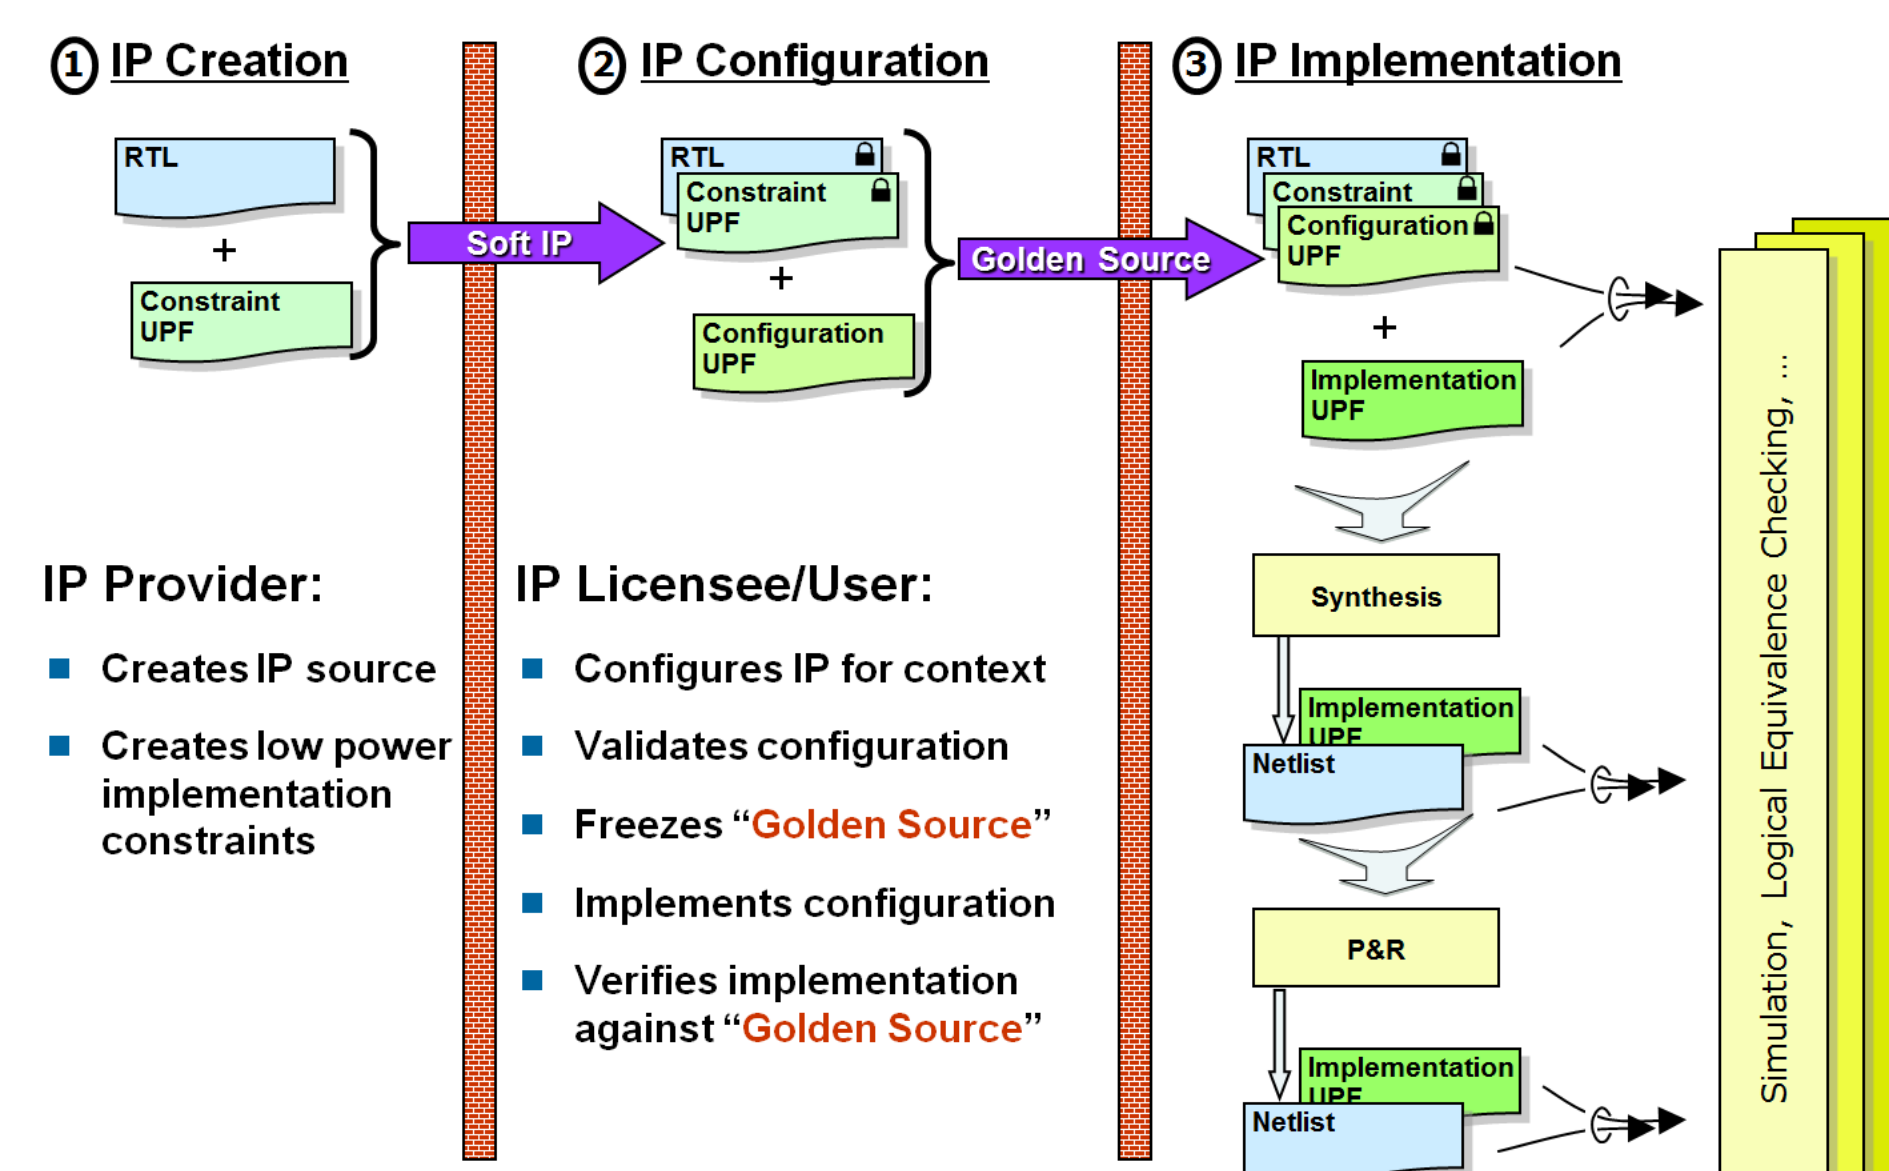 1 IP Creation
RTL
+
Constraint
UPF
Soft IP
IP Provider:
Creates IP source
Creates low power
implementation
constraints
2 IP Configuration
RTL
Constraint
UPF
+
Configuration
UPF
Golden Source
IP Licensee/User:
Configures IP for context
Validates configuration
Freezes “Golden Source”
Implements configuration
Verifies implementation
against “Golden Source”
3 IP Implementation
RTL
Constraint
Configuration
UPF
+
Implementation
UPF
Synthesis
Implementation
UPF
Netlist
P&R
Implementation
UPF
Netlist
Simulation, Logical Equivalence Checking, ...